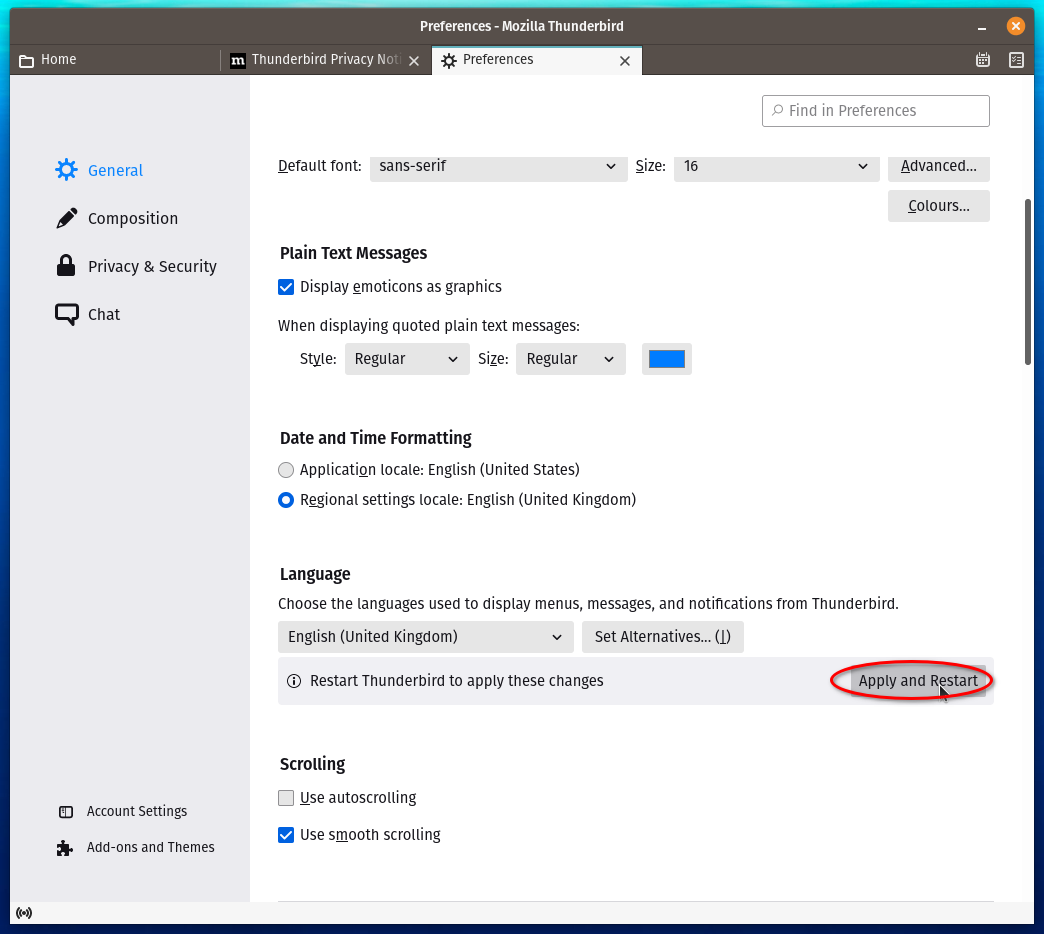 Preferences - Mozilla Thunderbird
Home
m Thunderbird Privacy Noti
Preferences
Find in Preferences
General
Composition
Privacy & Security
Chat
Default font: sans-serif Size: 16 Advanced...
Colours...
Plain Text Messages
Display emoticons as graphics
When displaying quoted plain text messages:
Style: Regular Size: Regular
Date and Time Formatting
Application locale: English (United States)
Regional settings locale: English (United Kingdom)
Language
Choose the languages used to display menus, messages, and notifications from Thunderbird.
English (United Kingdom) Set Alternatives... (l)
Restart Thunderbird to apply these changes Apply and Restart
Scrolling
Use autoscrolling
Use smooth scrolling
Account Settings
Add-ons and Themes